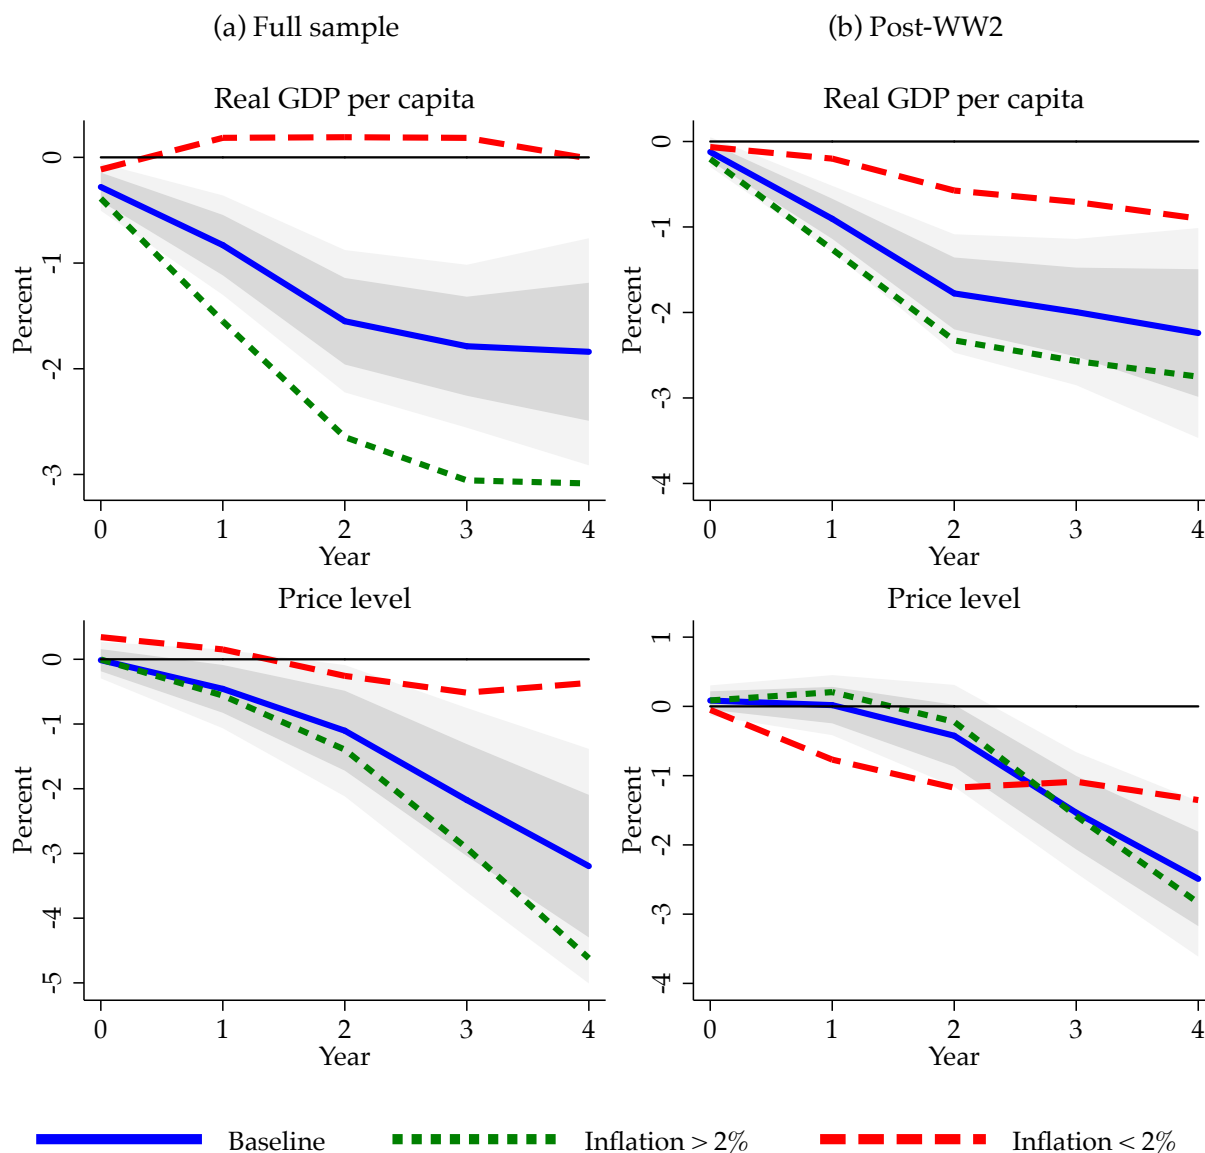 (a) Full sample
(b) Post-WW2
Real GDP per capita
Percent
0
-1
-2
-3
0 1 2 3 4
Year
Real GDP per capita
Percent
0
-1
-2
-3
-4
0 1 2 3 4
Year
Price level
Percent
0
-1
-2
-3
-4
-5
0 1 2 3 4
Year
Price level
Percent
1
0
-1
-2
-3
-4
0 1 2 3 4
Year
Baseline
Inflation > 2%
Inflation < 2%